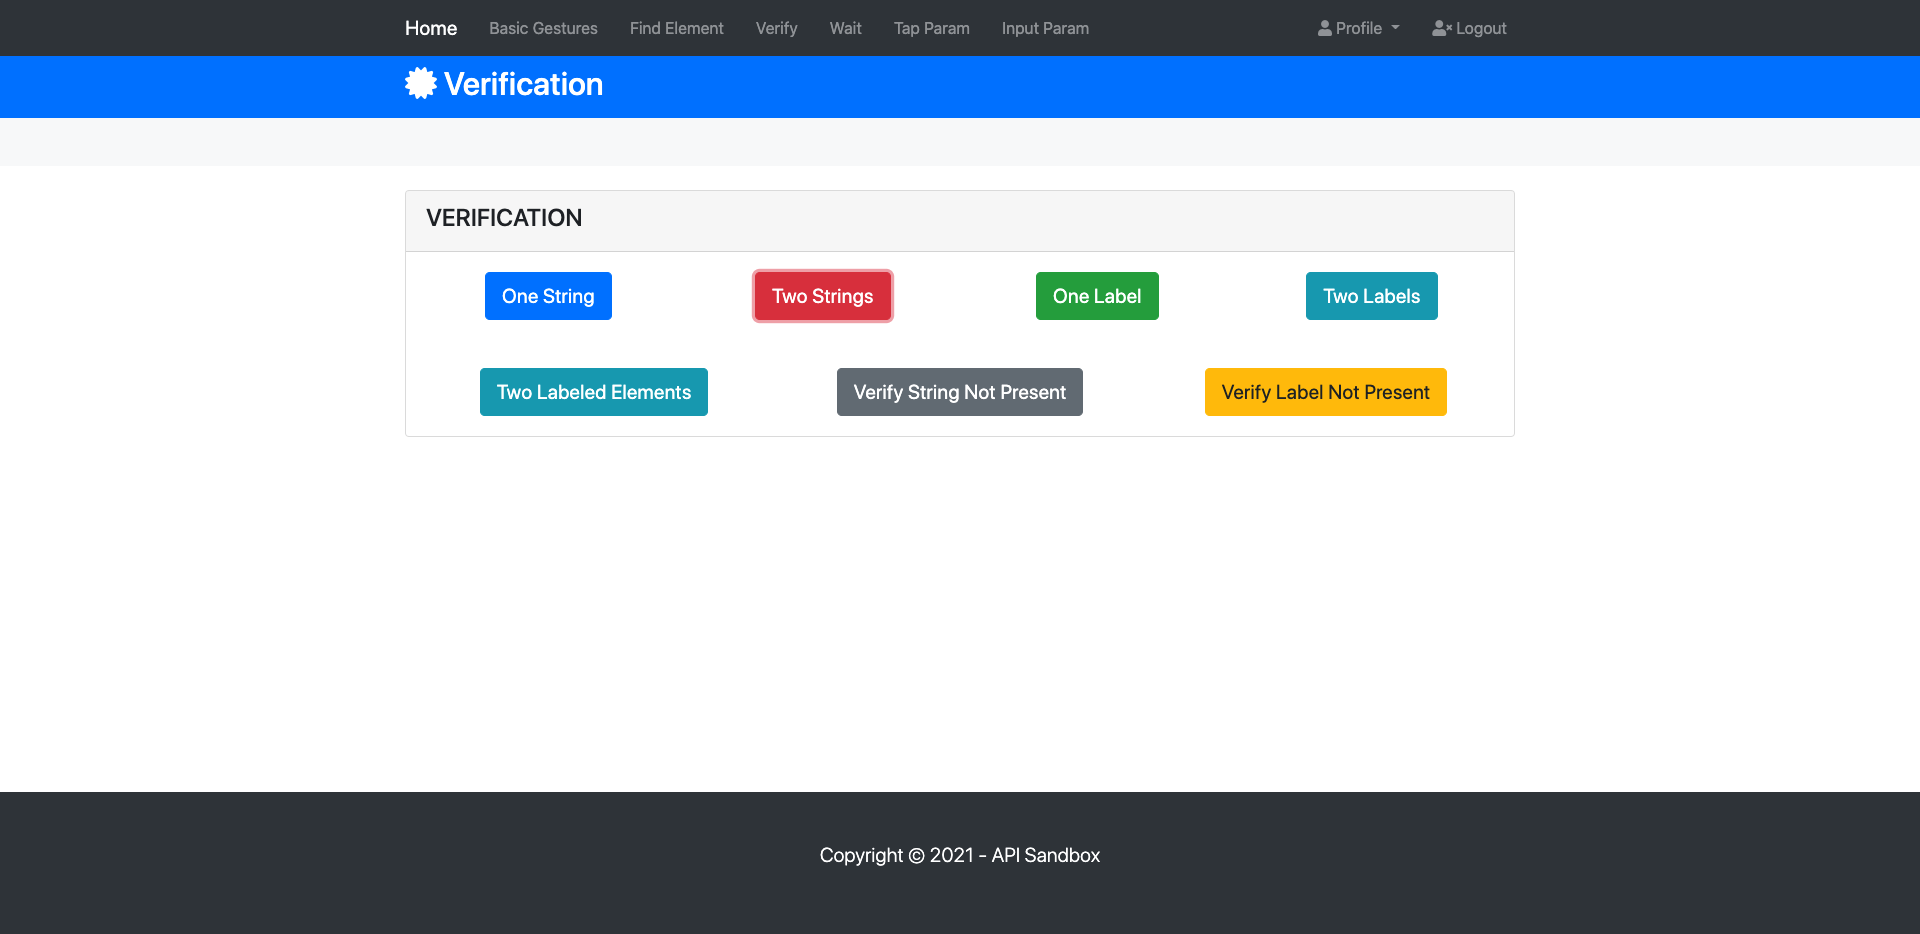 Home Basic Gestures Find Element Verify Wait Tap Param Input Param Profile Logout
Verification
VERIFICATION
One String Two Strings One Label Two Labels
Two Labeled Elements Verify String Not Present Verify Label Not Present
Copyright © 2021 - API Sandbox